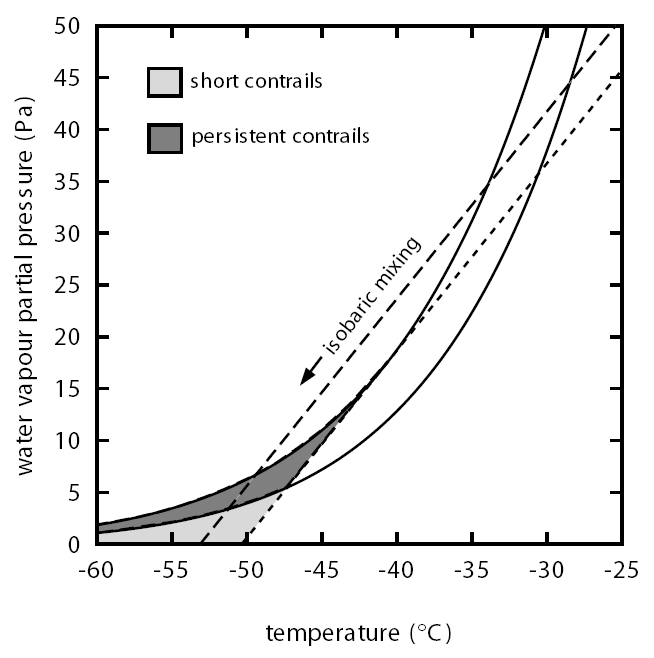 50
45
40
35
30
25
20
15
10
5
0
water vapour partial pressure (Pa)
short contrails
persistent contrails
isobaric mixing
-60 -55 -50 -45 -40 -35 -30 -25
temperature (°C)